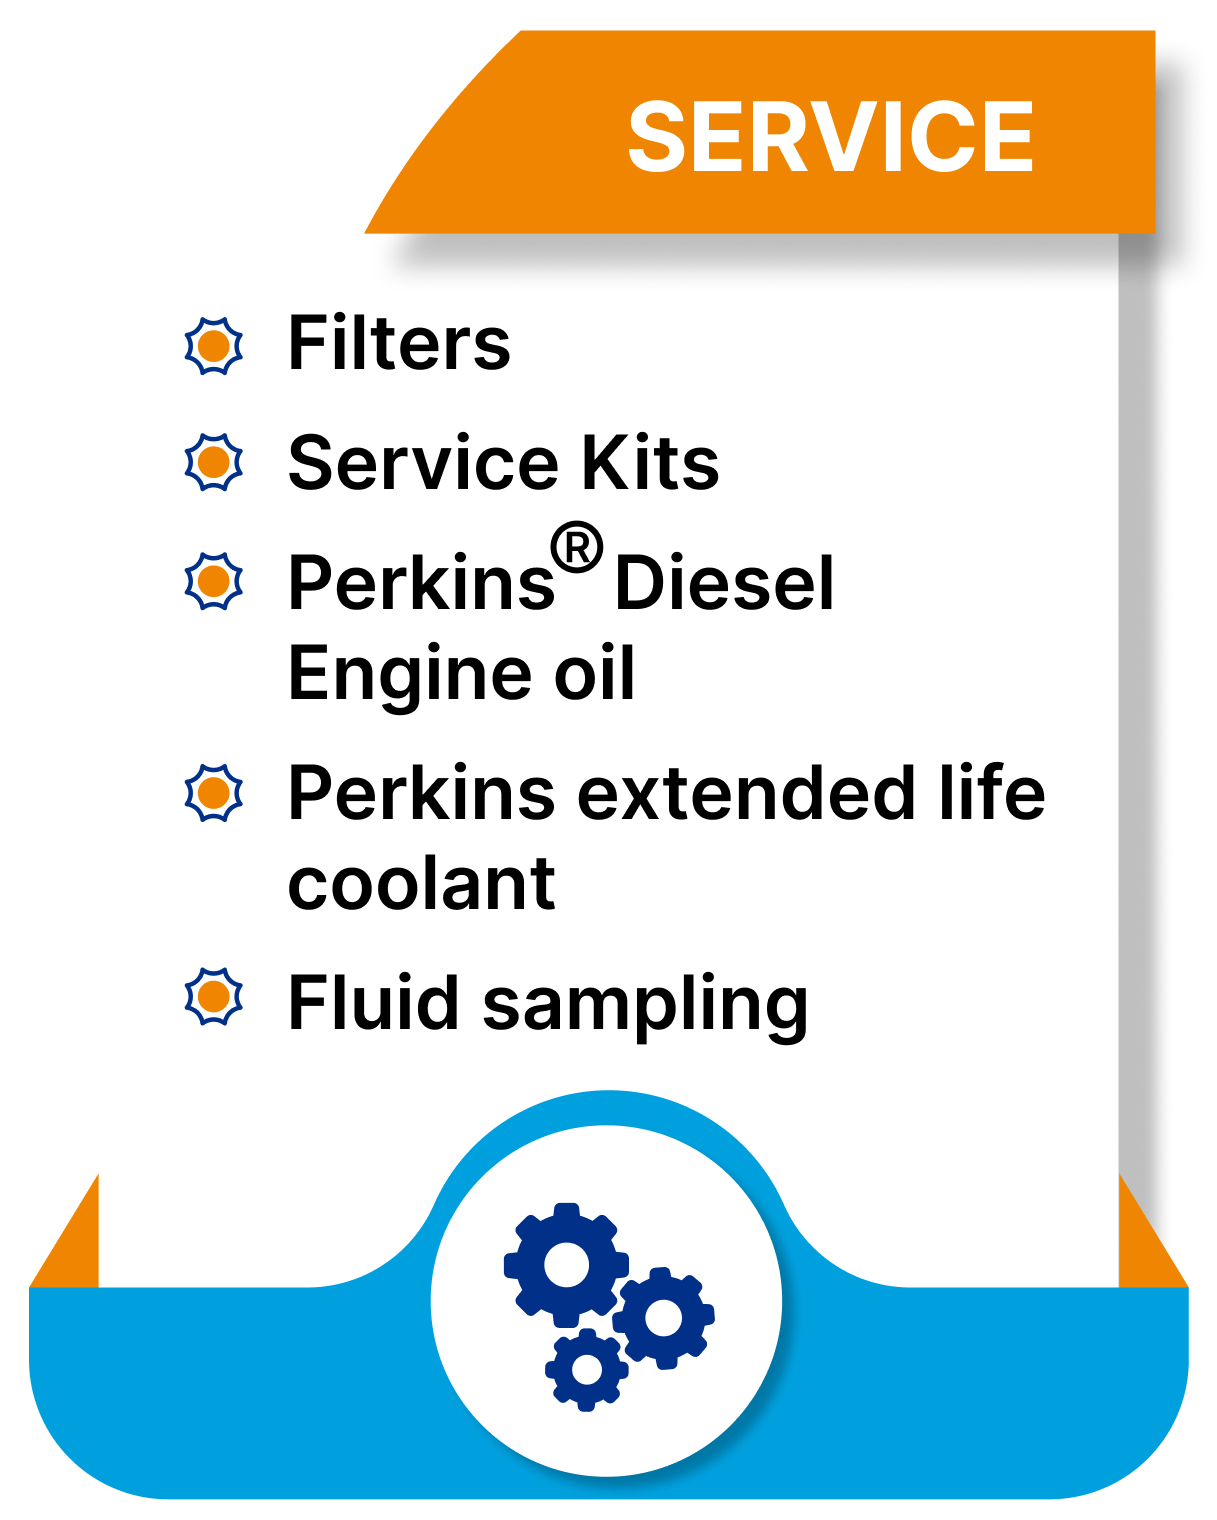 SERVICE
Filters
Service Kits
Perkins® Diesel
Engine oil
Perkins extended life
coolant
Fluid sampling